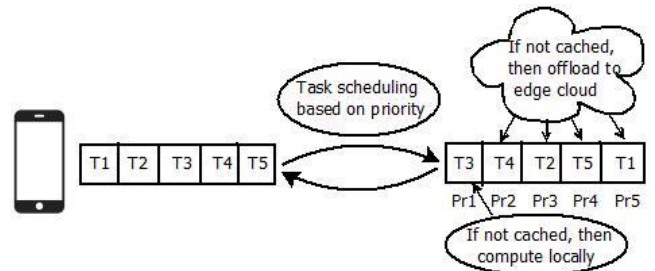 If not cached,
then offload to
edge cloud
Task scheduling
based on priority
T1 T2 T3 T4 T5
T3 T4 T2 T5 T1
Pr1 Pr2 Pr3 Pr4 Pr5
If not cached, then
compute locally